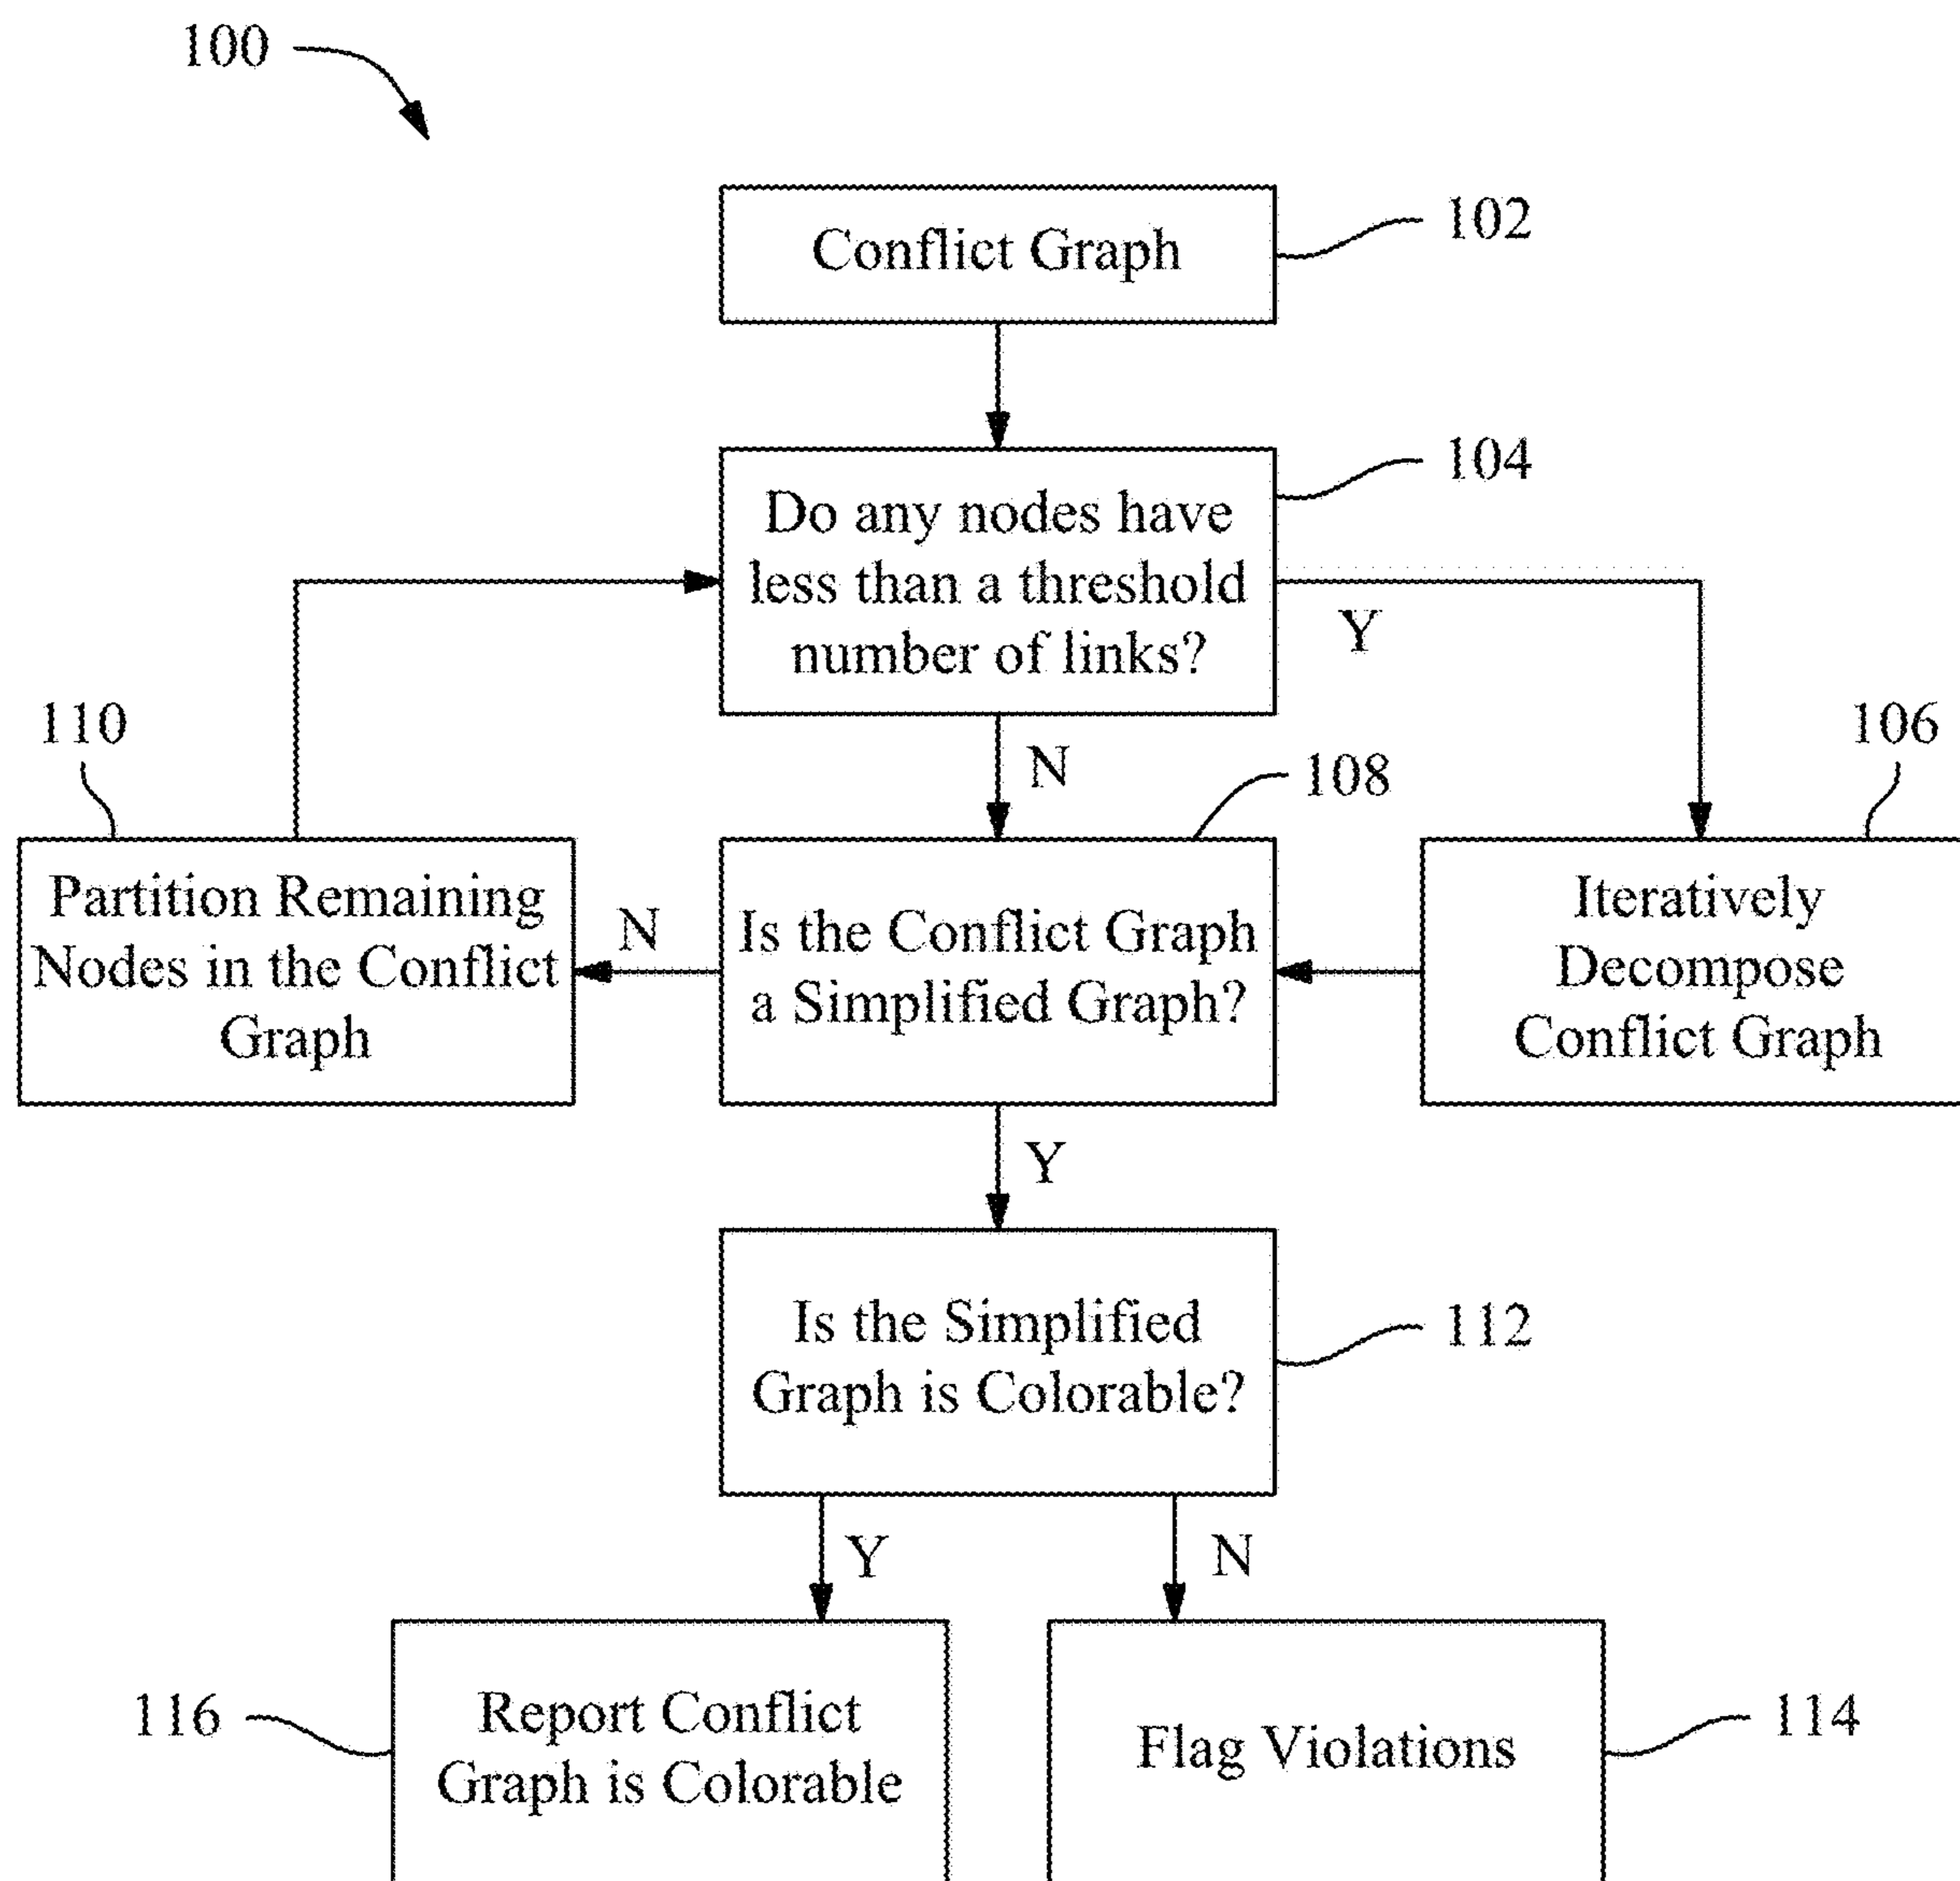 100
Conflict Graph
102
Do any nodes have
less than a threshold
number of links?
104
Y
N
110
108
106
Partition Remaining
Nodes in the Conflict
Graph
N
Is the Conflict Graph
a Simplified Graph?
Iteratively
Decompose
Conflict Graph
Y
Is the Simplified
Graph is Colorable?
112
Y
N
116
Report Conflict
Graph is Colorable
Flag Violations
114